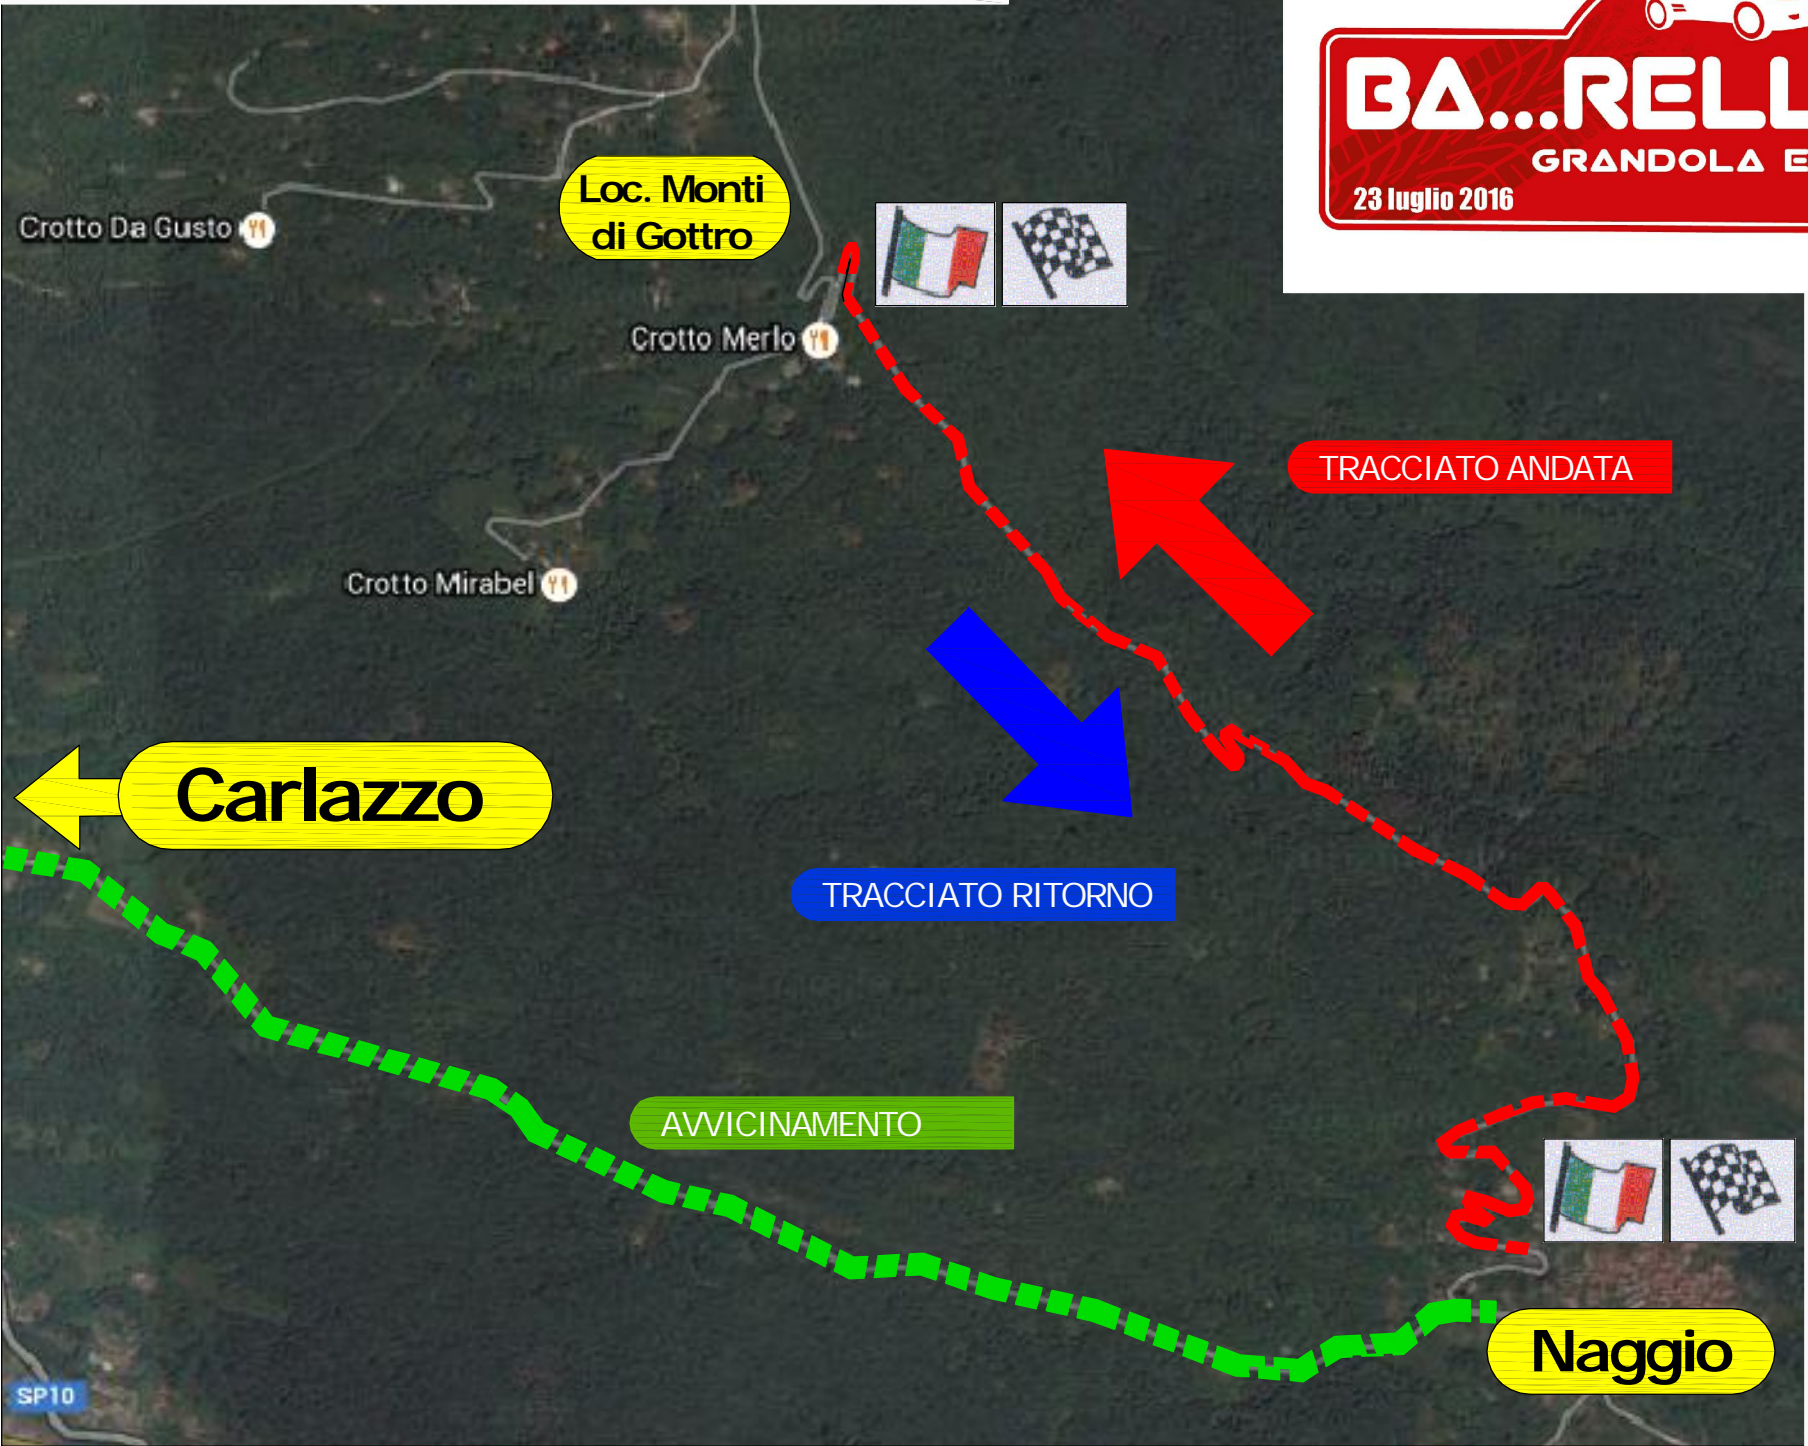 BA...RELL
GRANDOLA E
23 luglio 2016
Loc. Monti
di Gottro
Crotto Da Gusto
Crotto Merlo
TRACCIATO ANDATA
Crotto Mirabel
Carlazzo
TRACCIATO RITORNO
AVVICINAMENTO
Naggio
SP10